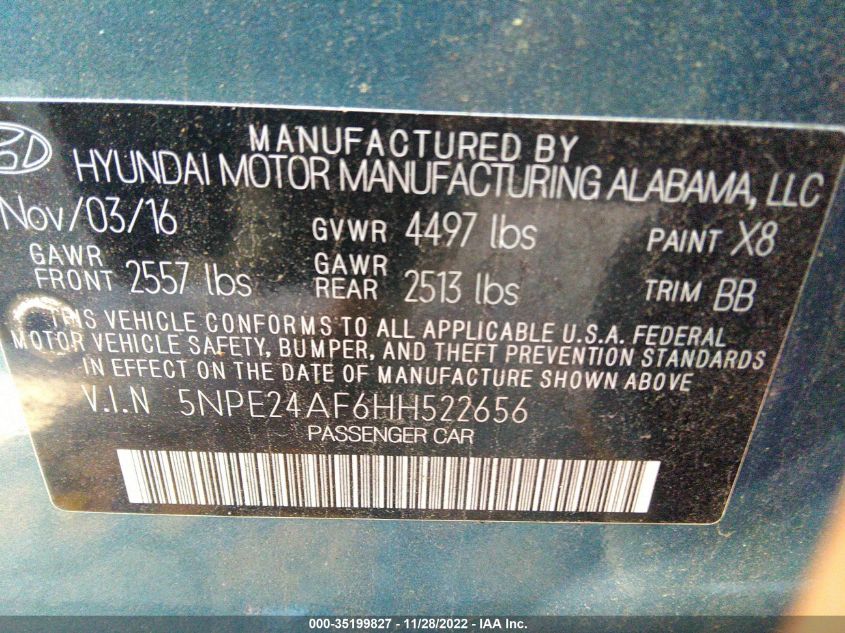 MANUFACTURED BY
HYUNDAI MOTOR MANUFACTURING ALABAMA, LLC
Nov/03/16 GVWR 4497 lbs PAINT X8
GAWR FRONT 2557 lbs GAWR REAR 2513 lbs TRIM BB
THIS VEHICLE CONFORMS TO ALL APPLICABLE U.S.A. FEDERAL
MOTOR VEHICLE SAFETY, BUMPER, AND THEFT PREVENTION STANDARDS
IN EFFECT ON THE DATE OF MANUFACTURE SHOWN ABOVE
V.I.N 5NPE24AF6HH522656
PASSENGER CAR
000-35199827 - 11/28/2022 - IAA Inc.